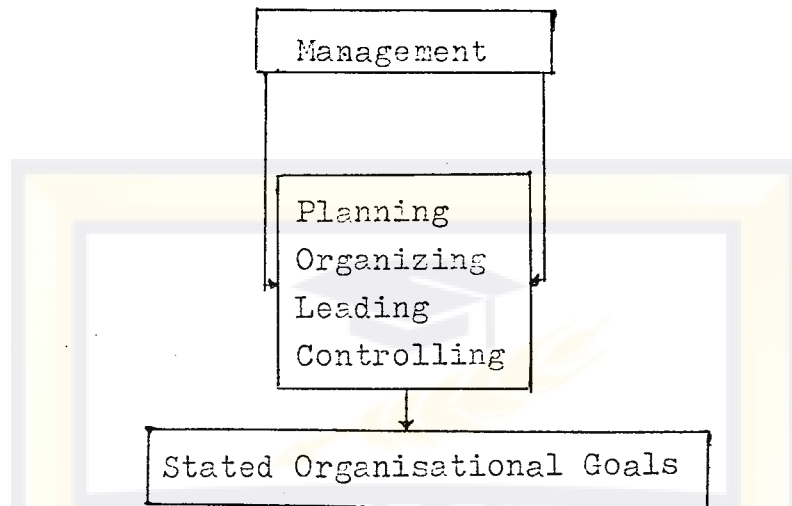 Management
Planning
Organizing
Leading
Controlling
Stated Organisational Goals